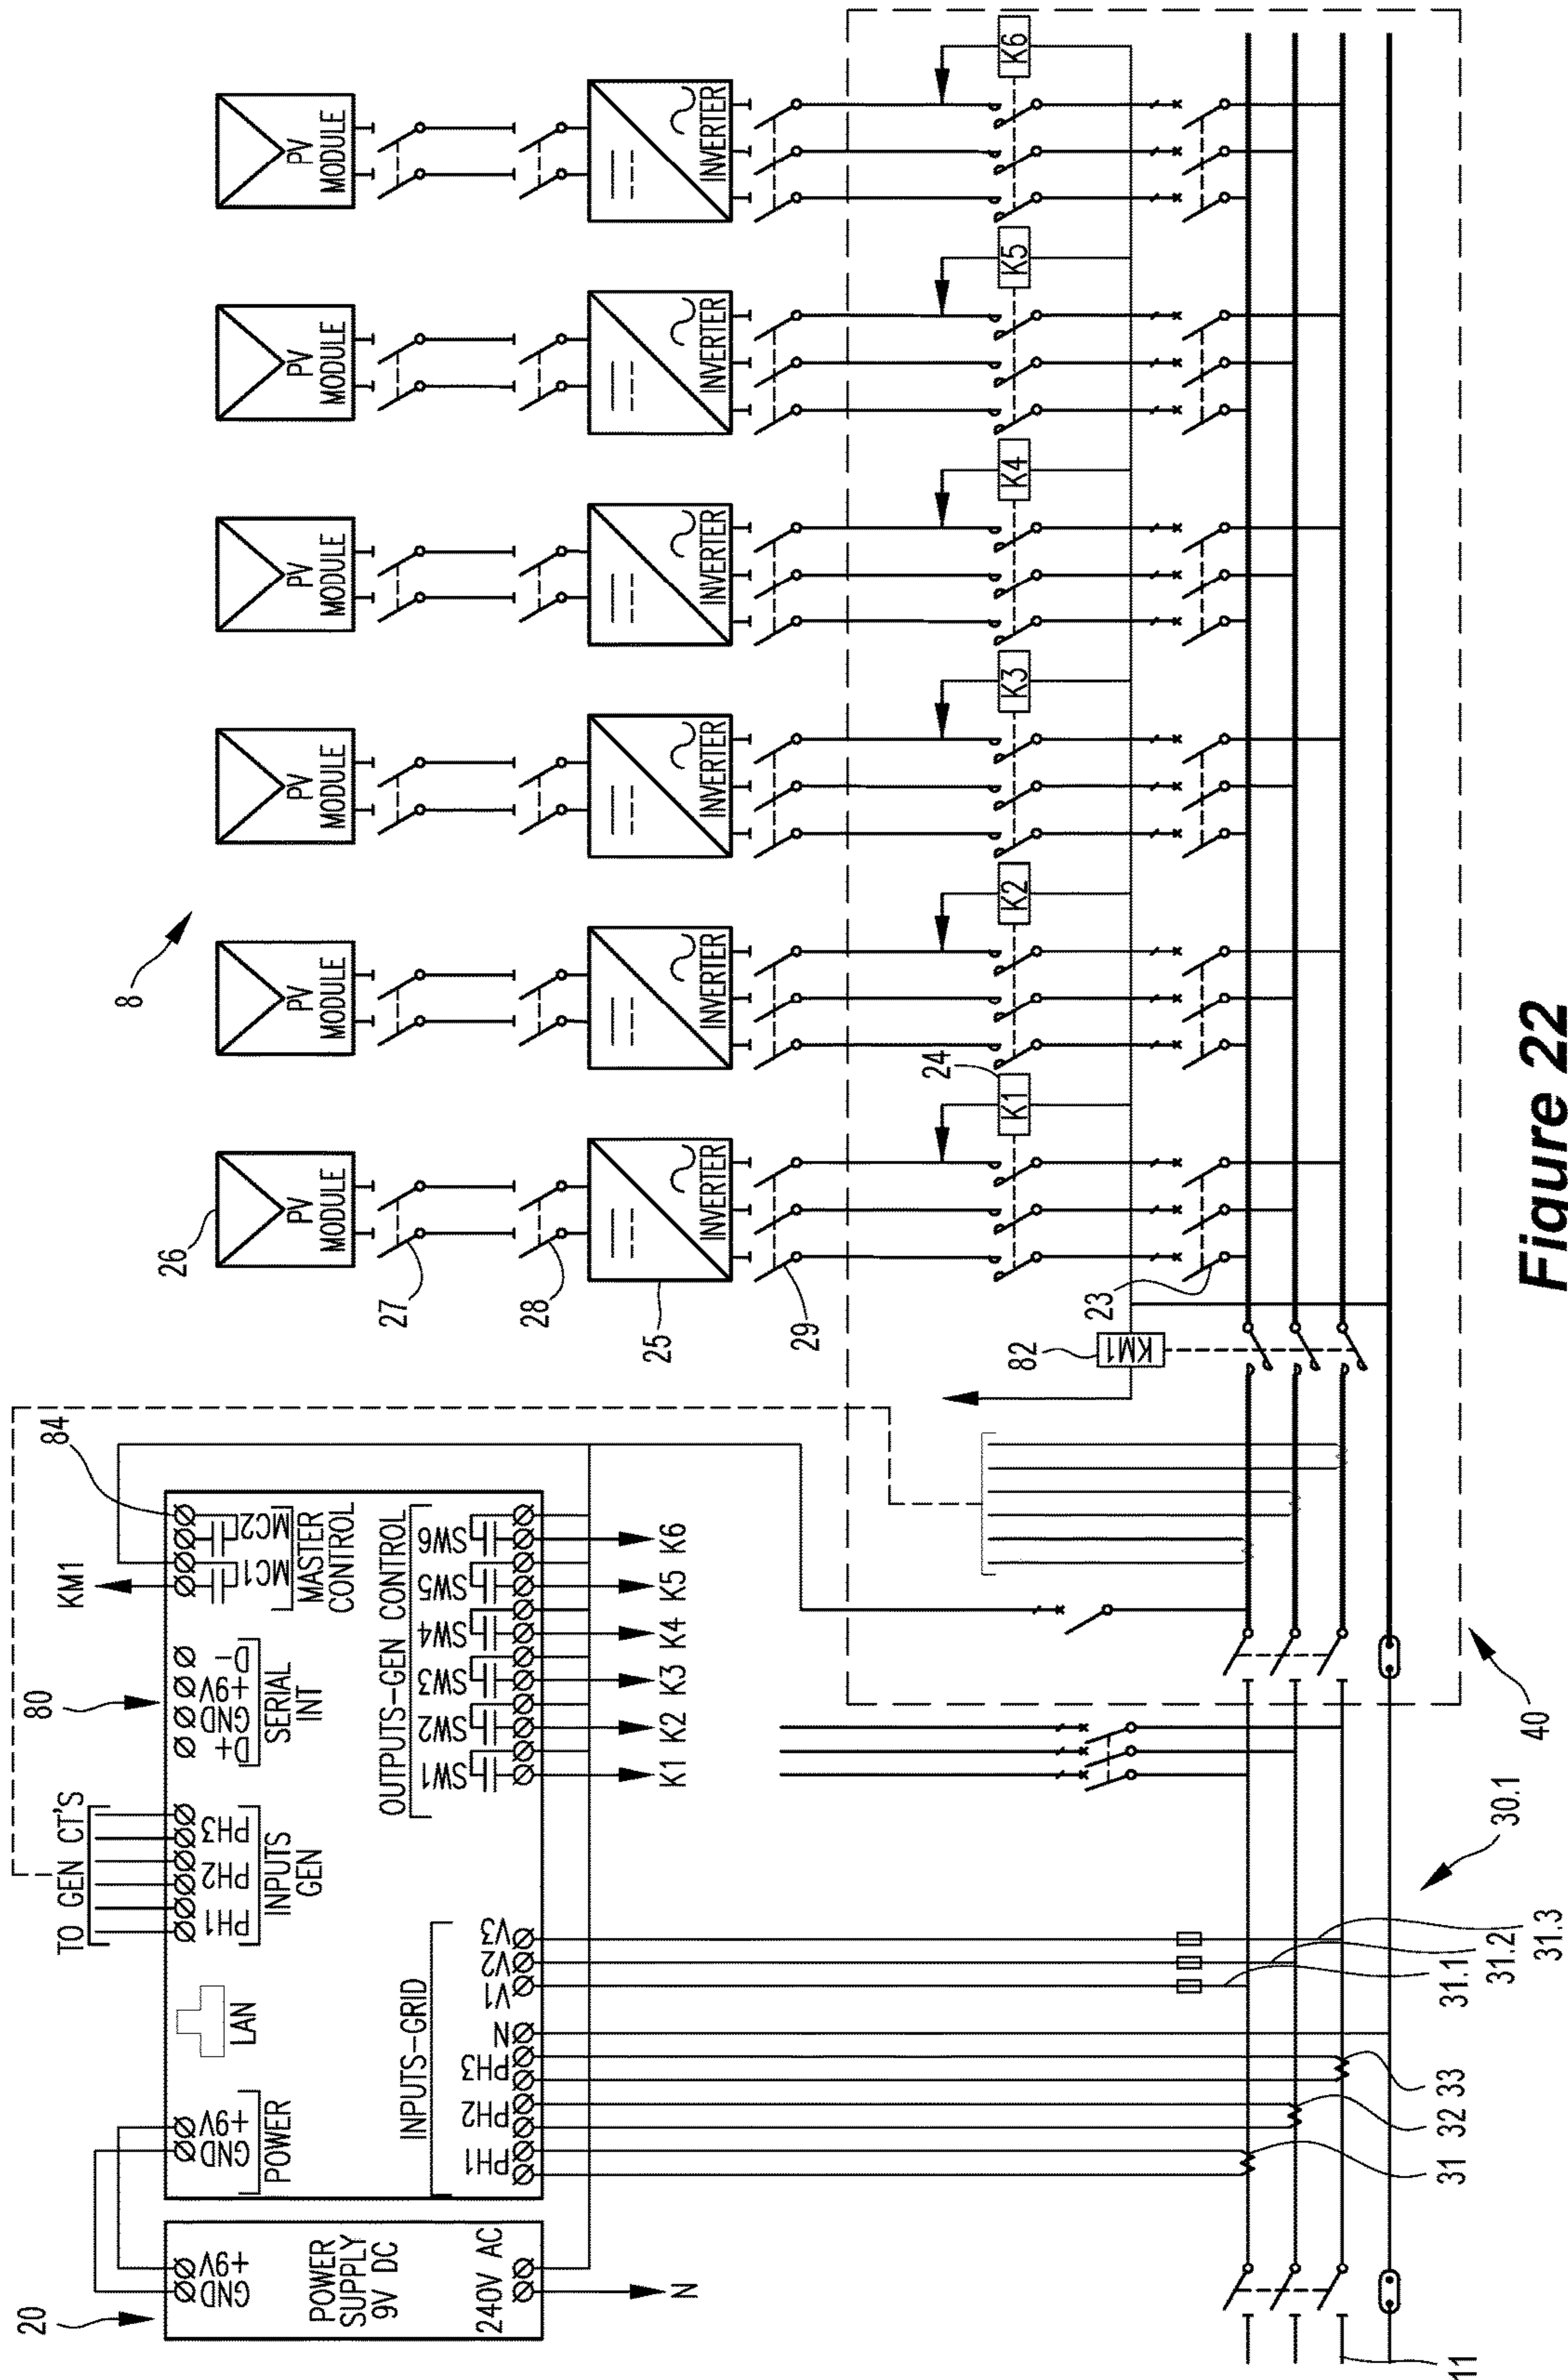 8
26
PV
MODULE
PV
MODULE
PV
MODULE
PV
MODULE
PV
MODULE
PV
MODULE
27
28
25
INVERTER
INVERTER
INVERTER
INVERTER
INVERTER
INVERTER
29
24
K1
K2
K3
K4
K5
K6
82
KM1
23
20
GND
+9V
POWER
SUPPLY
9V DC
240V AC
N
GND
+9V
POWER
LAN
TO GEN CT'S
PH1
PH2
PH3
INPUTS
GEN
80
D+
GND
+9V
D-
SERIAL
INT
KM1
84
MC1
MC2
MASTER
CONTROL
INPUTS-GRID
PH1
PH2
PH3
N
V1
V2
V3
OUTPUTS-GEN CONTROL
SW1
SW2
SW3
SW4
SW5
SW6
K1
K2
K3
K4
K5
K6
11
31
32
33
31.1
31.2
31.3
30.1
40
Figure 22